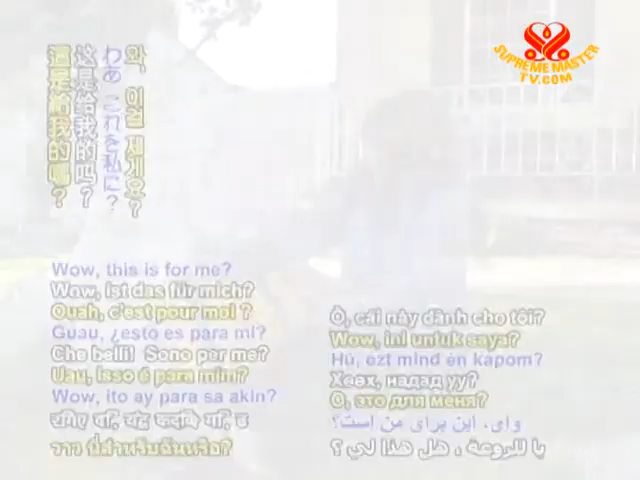 SUPREME MASTER
TV.COM
와, 이걸 제게요?
わあ これを私に?
这是给我的吗?
這是給我的嗎?
Wow, this is for me?
Wow, ist das für mich?
Ouah, c'est pour moi ?
Guau, ¿esto es para mí?
Che belli! Sono per me?
Uau, isso é para mim?
Wow, ito ay para sa akin?
ว้าว นี่สำหรับฉันหรือ?
Ồ, cái này dành cho tôi?
Wow, ini untuk saya?
Hú, ezt mind én kapom?
Хөөх, надад уу?
О, это для меня?
وای، این برای من است؟
يا للروعة ، هل هذا لي ؟